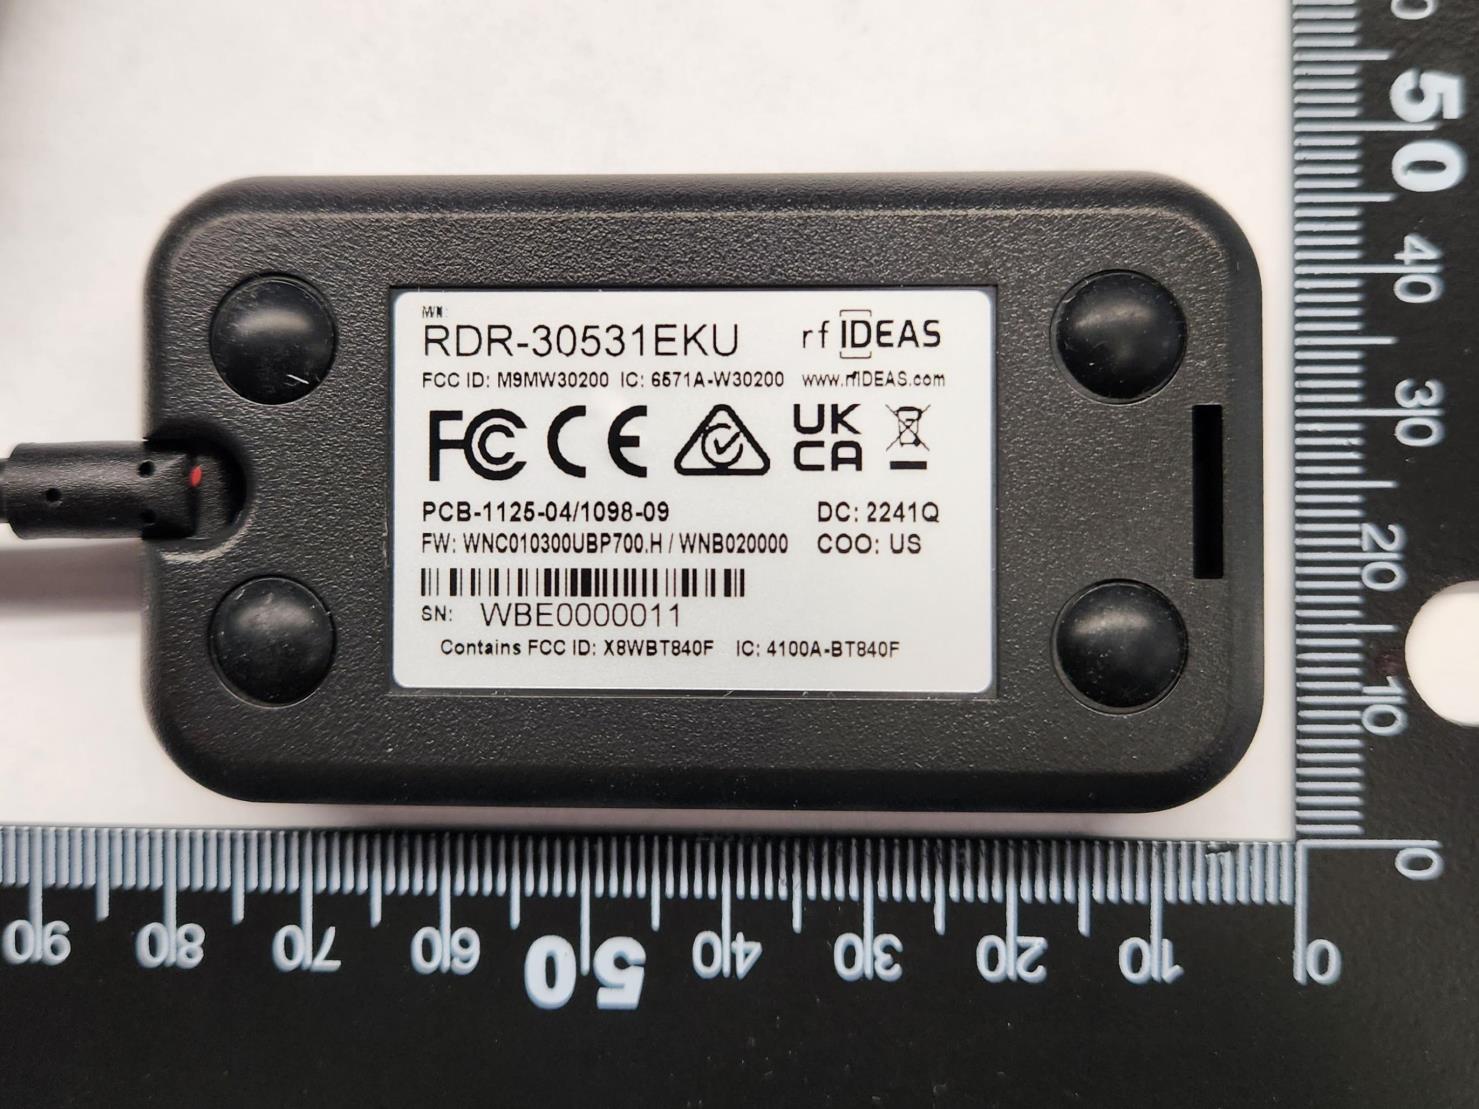 RDR-30531EKU
rf IDEAS
FCC ID: M9MW30200 IC: 6571A-W30200
www.rfIDEAS.com
FC CE UK CA
PCB-1125-04/1098-09
DC: 2241Q
FW: WNC010300UBP700.H / WNB020000
COO: US
SN: WBE0000011
Contains FCC ID: X8WBT840F IC: 4100A-BT840F
50
40
30
20
10
0
90 80 70 60 50 40 30 20 10 0